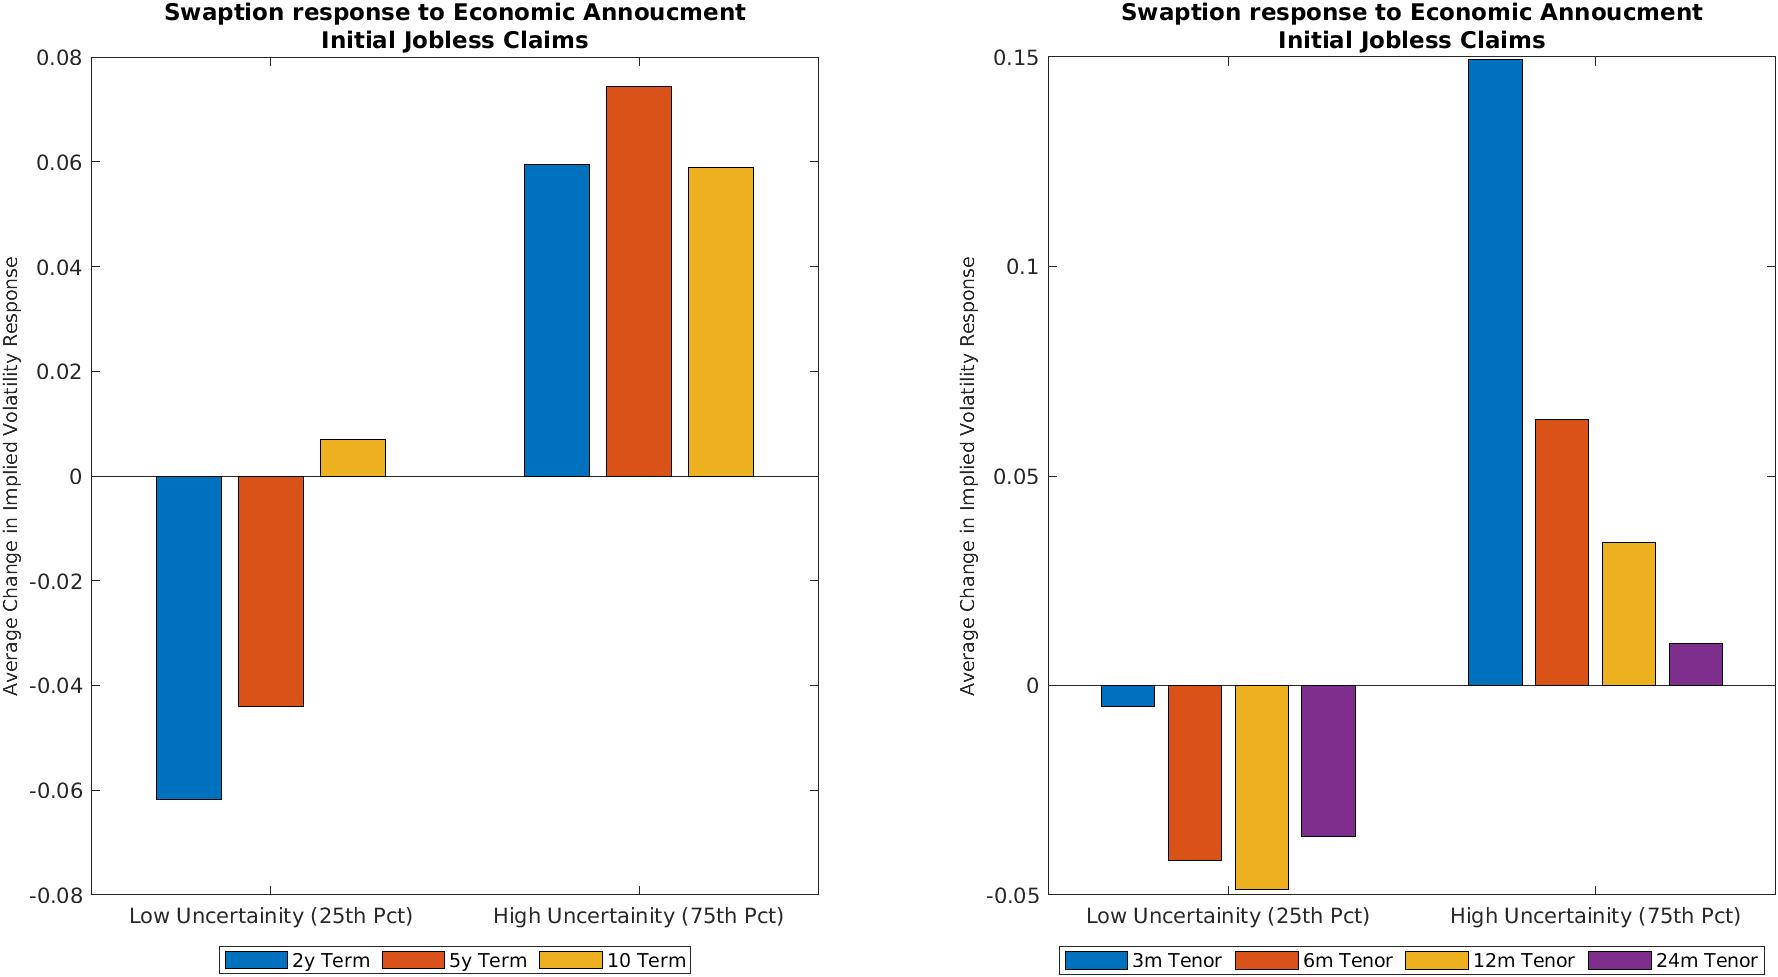 Swaption response to Economic Annoucment
Initial Jobless Claims
Average Change in Implied Volatility Response
0.08
0.06
0.04
0.02
0
-0.02
-0.04
-0.06
-0.08
Low Uncertainity (25th Pct)
High Uncertainity (75th Pct)
2y Term
5y Term
10 Term
Swaption response to Economic Annoucment
Initial Jobless Claims
Average Change in Implied Volatility Response
0.15
0.1
0.05
0
-0.05
Low Uncertainity (25th Pct)
High Uncertainity (75th Pct)
3m Tenor
6m Tenor
12m Tenor
24m Tenor